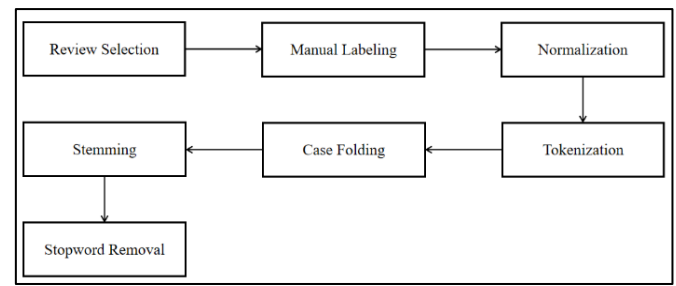 Review Selection
Manual Labeling
Normalization
Tokenization
Case Folding
Stemming
Stopword Removal